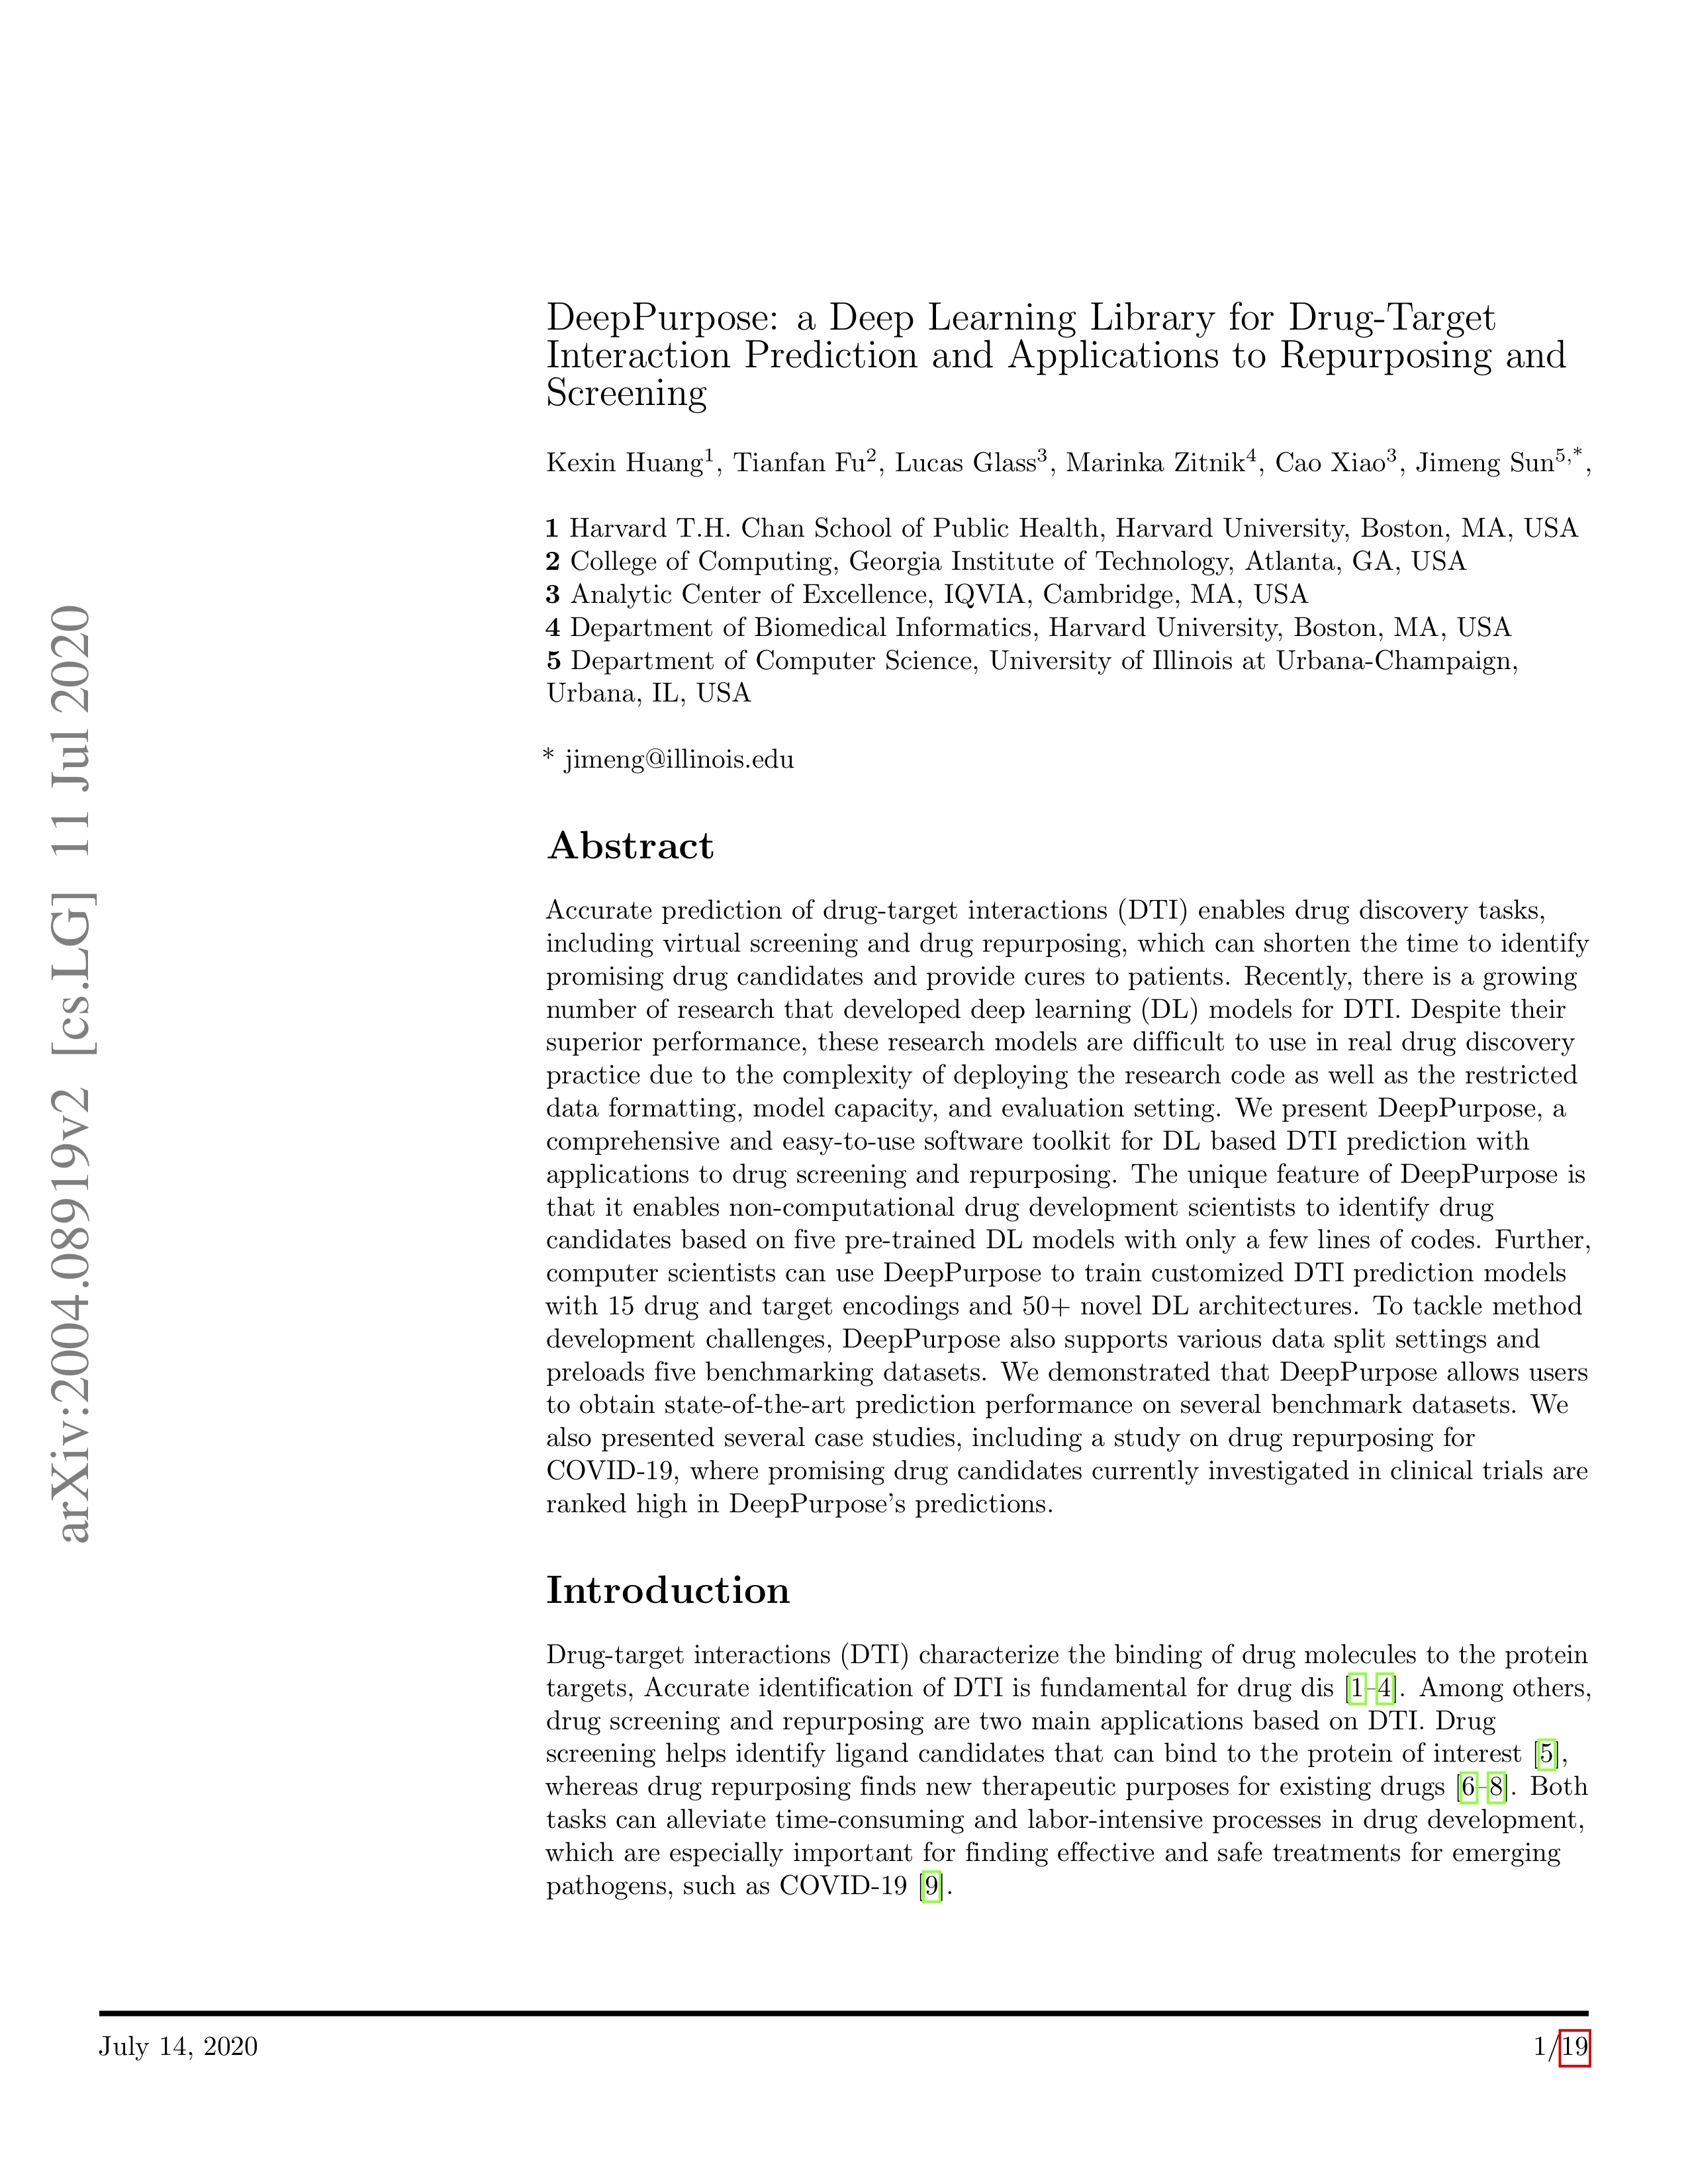 DeepPurpose: a Deep Learning Library for Drug-Target
Interaction Prediction and Applications to Repurposing and
Screening
Kexin Huang1, Tianfan Fu2, Lucas Glass3, Marinka Zitnik4, Cao Xiao3, Jimeng Sun5,*,
1 Harvard T.H. Chan School of Public Health, Harvard University, Boston, MA, USA
2 College of Computing, Georgia Institute of Technology, Atlanta, GA, USA
3 Analytic Center of Excellence, IQVIA, Cambridge, MA, USA
4 Department of Biomedical Informatics, Harvard University, Boston, MA, USA
5 Department of Computer Science, University of Illinois at Urbana-Champaign,
Urbana, IL, USA
* jimeng@illinois.edu
Abstract
Accurate prediction of drug-target interactions (DTI) enables drug discovery tasks,
including virtual screening and drug repurposing, which can shorten the time to identify
promising drug candidates and provide cures to patients. Recently, there is a growing
number of research that developed deep learning (DL) models for DTI. Despite their
superior performance, these research models are difficult to use in real drug discovery
practice due to the complexity of deploying the research code as well as the restricted
data formatting, model capacity, and evaluation setting. We present DeepPurpose, a
comprehensive and easy-to-use software toolkit for DL based DTI prediction with
applications to drug screening and repurposing. The unique feature of DeepPurpose is
that it enables non-computational drug development scientists to identify drug
candidates based on five pre-trained DL models with only a few lines of codes. Further,
computer scientists can use DeepPurpose to train customized DTI prediction models
with 15 drug and target encodings and 50+ novel DL architectures. To tackle method
development challenges, DeepPurpose also supports various data split settings and
preloads five benchmarking datasets. We demonstrated that DeepPurpose allows users
to obtain state-of-the-art prediction performance on several benchmark datasets. We
also presented several case studies, including a study on drug repurposing for
COVID-19, where promising drug candidates currently investigated in clinical trials are
ranked high in DeepPurpose's predictions.
Introduction
Drug-target interactions (DTI) characterize the binding of drug molecules to the protein
targets, Accurate identification of DTI is fundamental for drug dis [1–4]. Among others,
drug screening and repurposing are two main applications based on DTI. Drug
screening helps identify ligand candidates that can bind to the protein of interest [5],
whereas drug repurposing finds new therapeutic purposes for existing drugs [6–8]. Both
tasks can alleviate time-consuming and labor-intensive processes in drug development,
which are especially important for finding effective and safe treatments for emerging
pathogens, such as COVID-19 [9].
July 14, 2020
1/19
arXiv:2004.08919v2 [cs.LG] 11 Jul 2020